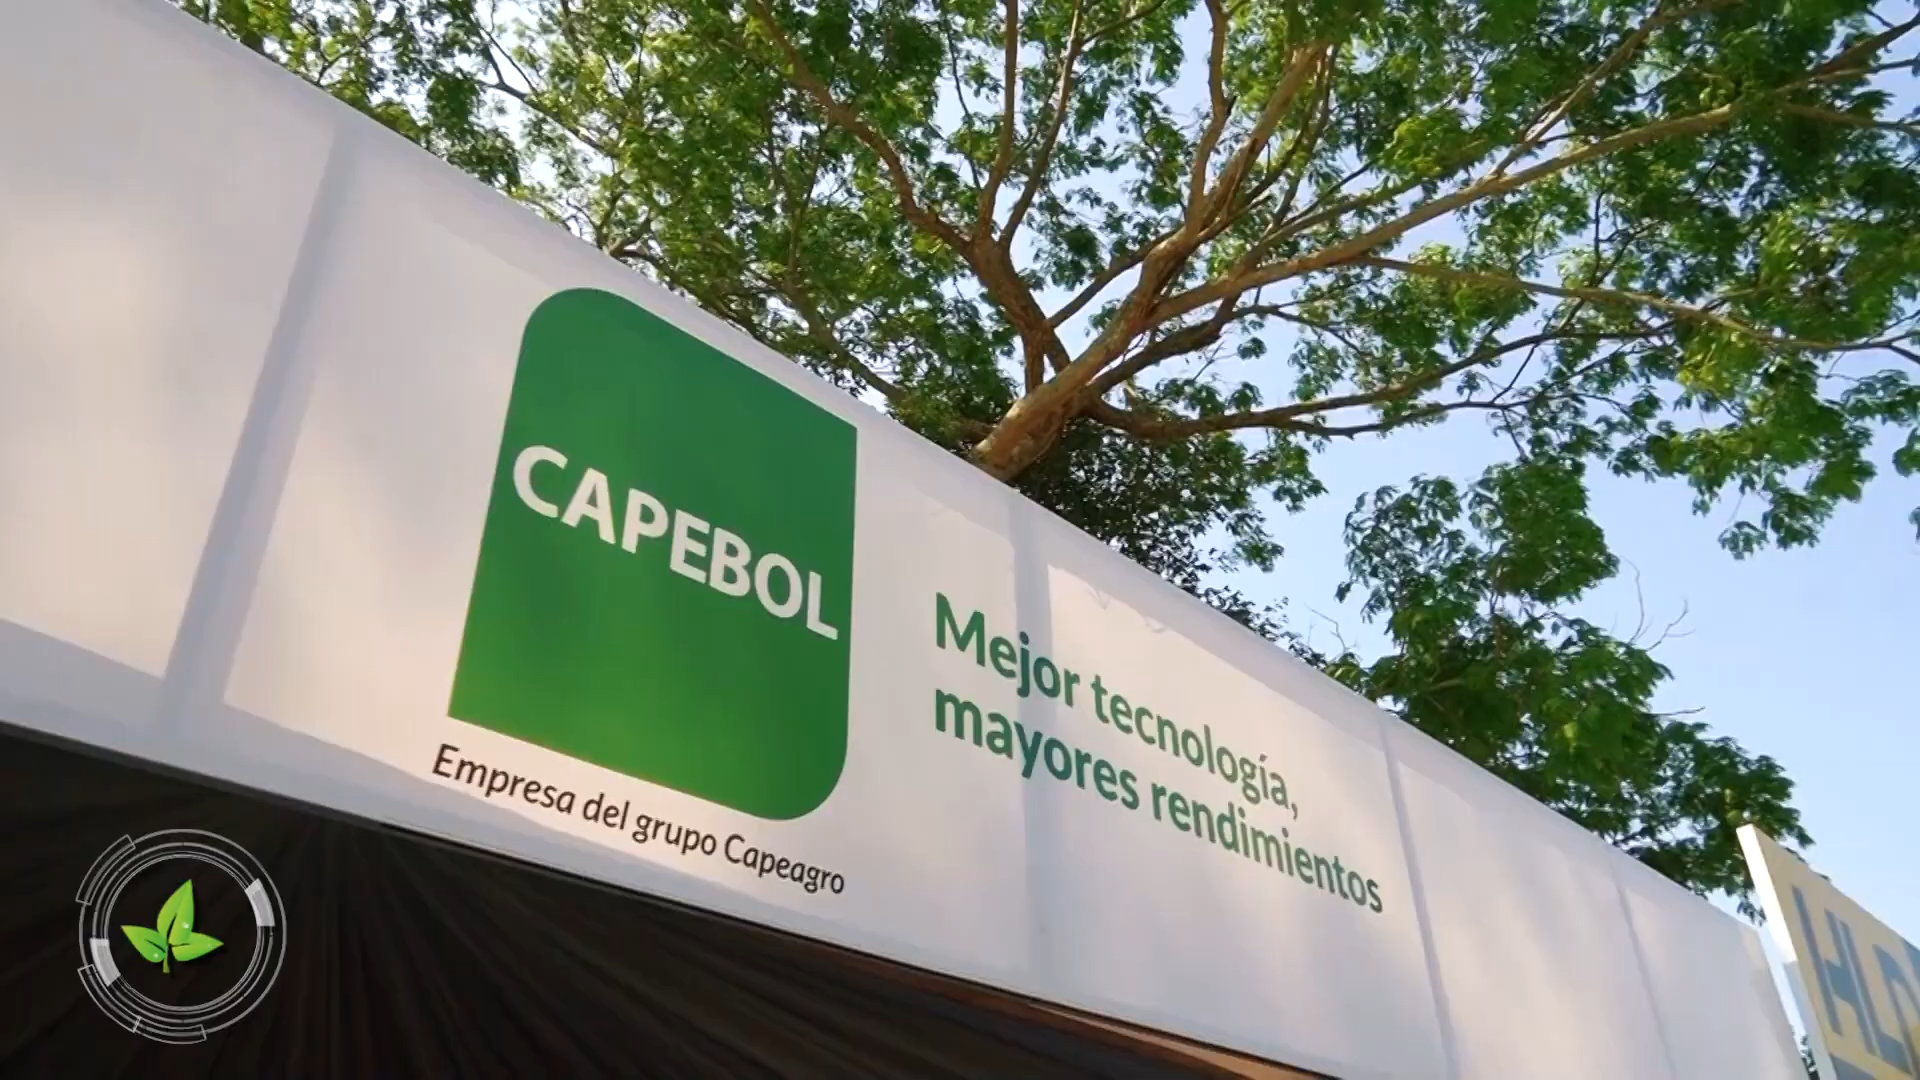 CAPEBOL
Empresa del grupo Capeagro
Mejor tecnología,
mayores rendimientos